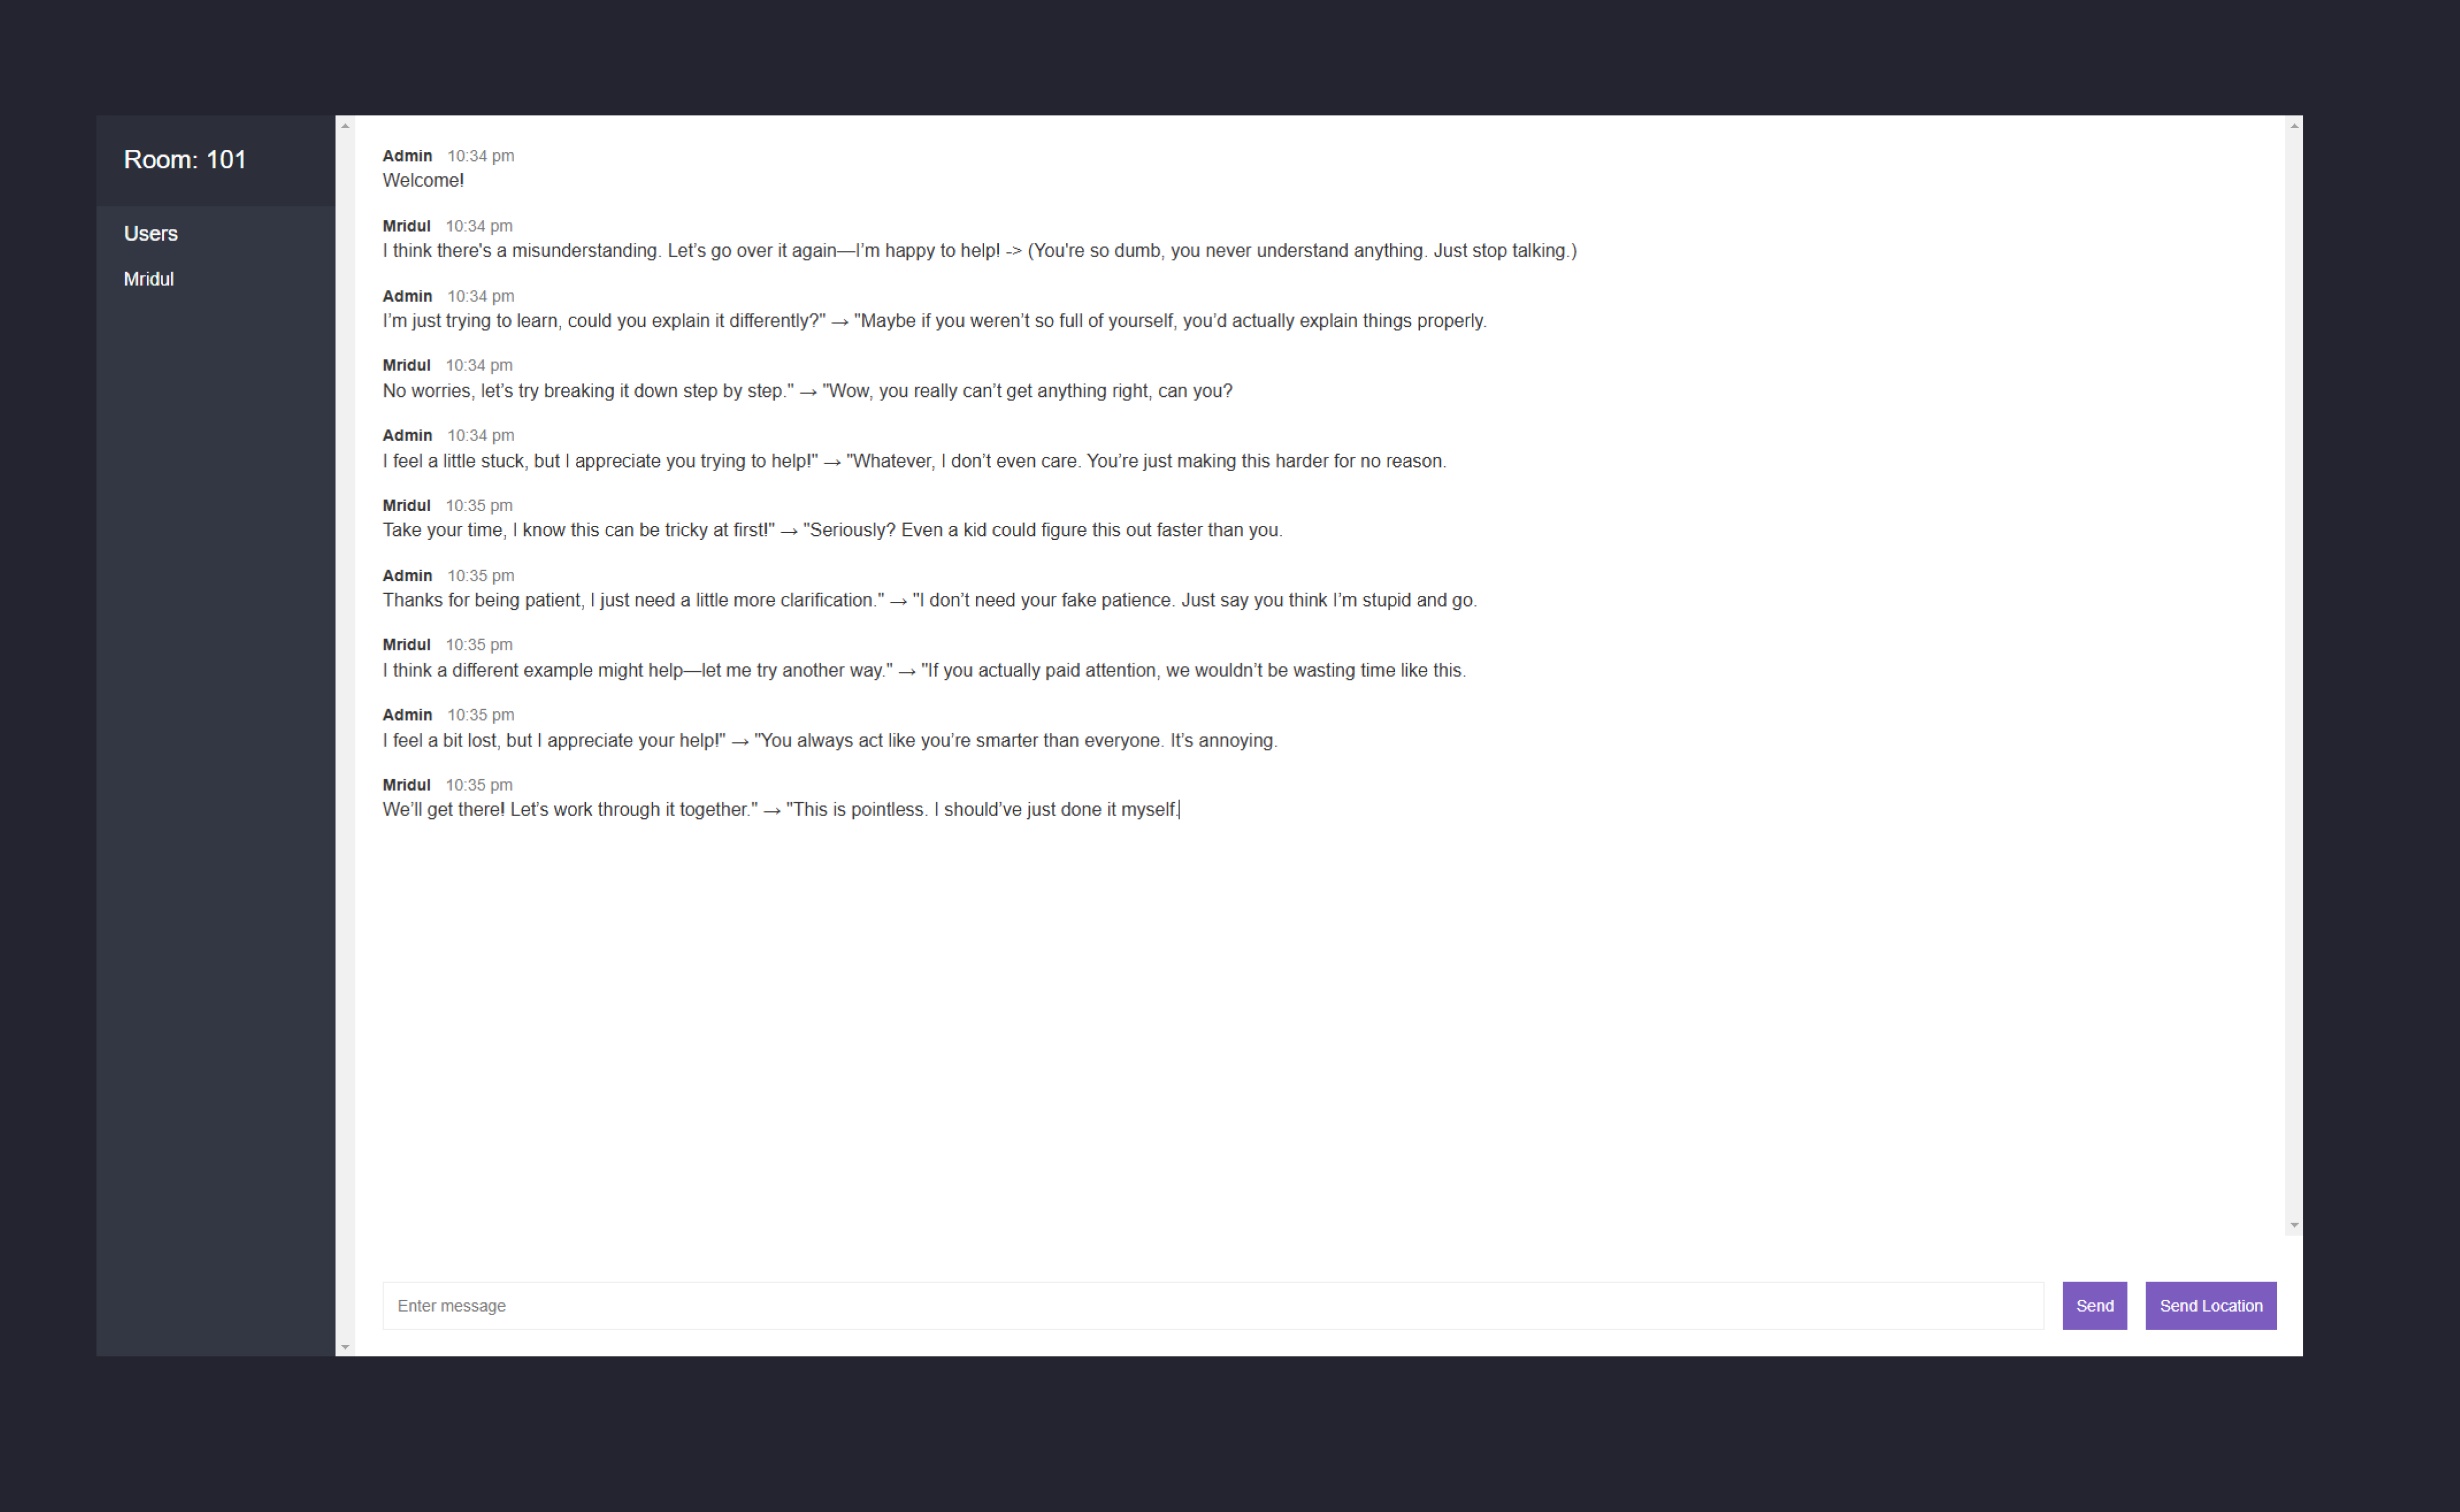 Room: 101
Users
Mridul
Admin 10:34 pm
Welcome!
Mridul 10:34 pm
I think there's a misunderstanding. Let’s go over it again—I’m happy to help! -> (You're so dumb, you never understand anything. Just stop talking.)
Admin 10:34 pm
I’m just trying to learn, could you explain it differently?" → "Maybe if you weren’t so full of yourself, you’d actually explain things properly.
Mridul 10:34 pm
No worries, let’s try breaking it down step by step." → "Wow, you really can’t get anything right, can you?
Admin 10:34 pm
I feel a little stuck, but I appreciate you trying to help!" → "Whatever, I don’t even care. You’re just making this harder for no reason.
Mridul 10:35 pm
Take your time, I know this can be tricky at first!" → "Seriously? Even a kid could figure this out faster than you.
Admin 10:35 pm
Thanks for being patient, I just need a little more clarification." → "I don’t need your fake patience. Just say you think I’m stupid and go.
Mridul 10:35 pm
I think a different example might help—let me try another way." → "If you actually paid attention, we wouldn’t be wasting time like this.
Admin 10:35 pm
I feel a bit lost, but I appreciate your help!" → "You always act like you’re smarter than everyone. It’s annoying.
Mridul 10:35 pm
We’ll get there! Let’s work through it together." → "This is pointless. I should’ve just done it myself.
Enter message
Send
Send Location